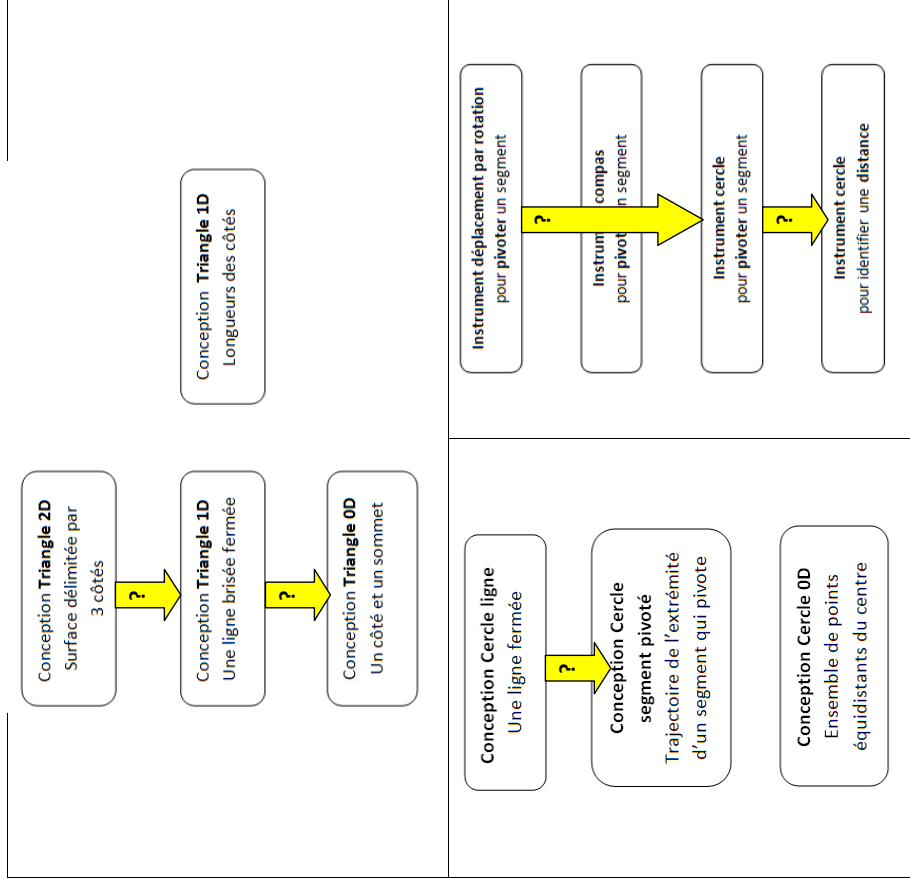 Conception Triangle 2D
Surface délimitée par
3 côtés
?
Conception Triangle 1D
Une ligne brisée fermée
?
Conception Triangle 0D
Un côté et un sommet
Conception Triangle 1D
Longueurs des côtés
Conception Cercle ligne
Une ligne fermée
?
Conception Cercle
segment pivoté
Trajectoire de l'extrémité
d'un segment qui pivote
Conception Cercle 0D
Ensemble de points
équidistants du centre
Instrument déplacement par rotation
pour pivoter un segment
?
Instrum compas
pour pivot n segment
Instrument cercle
pour pivoter un segment
?
Instrument cercle
pour identifier une distance